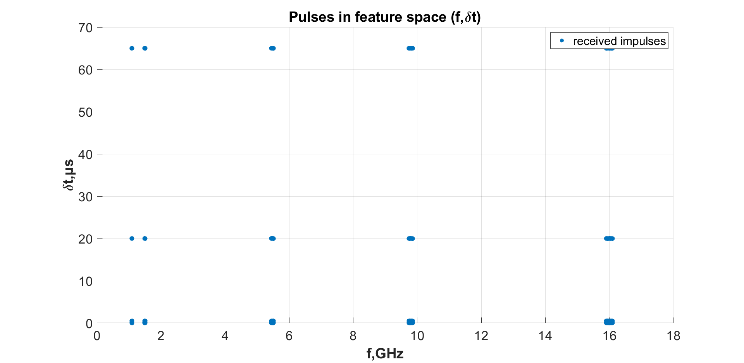 Pulses in feature space (f,δt)
received impulses
70
60
50
40
30
20
10
0
δt,µs
0 2 4 6 8 10 12 14 16 18
f,GHz